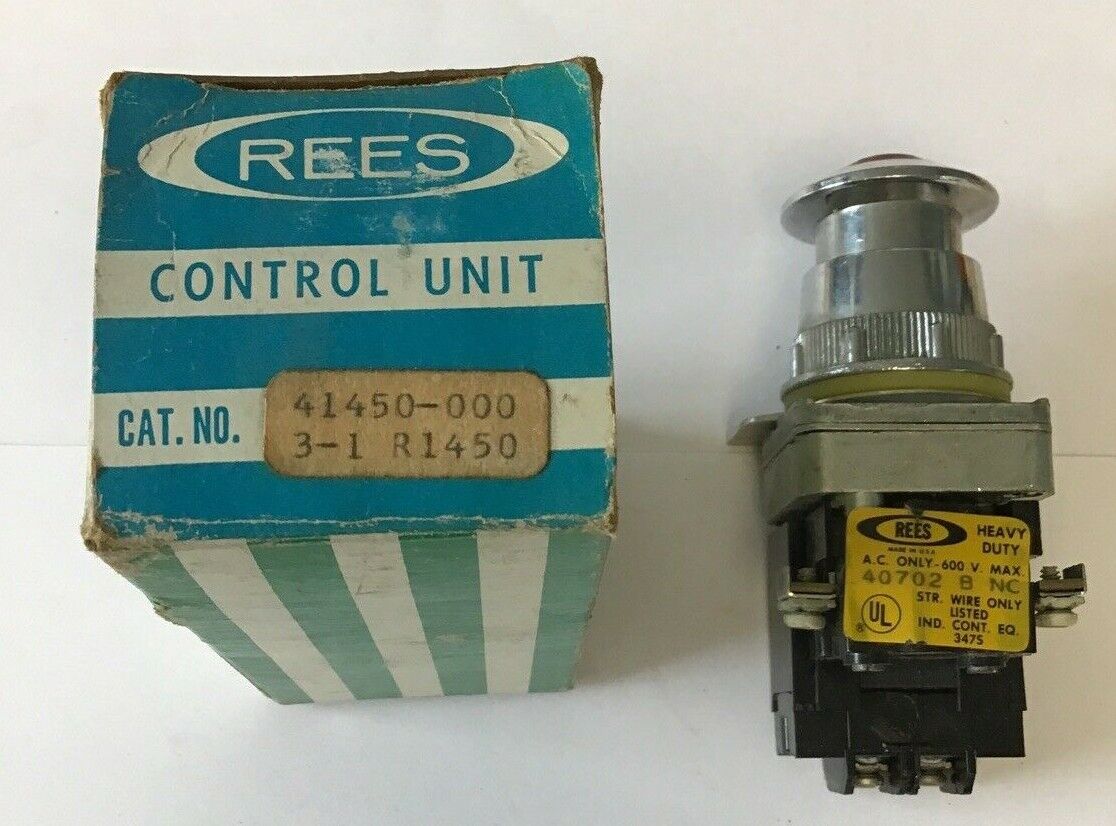 REES
CONTROL UNIT
CAT. NO.
41450-000
3-1 R1450
REES
MADE IN U.S.A.
HEAVY
DUTY
A.C. ONLY-600 V. MAX.
40702 B NC
UL
®
STR. WIRE ONLY
LISTED
IND. CONT. EQ.
347S